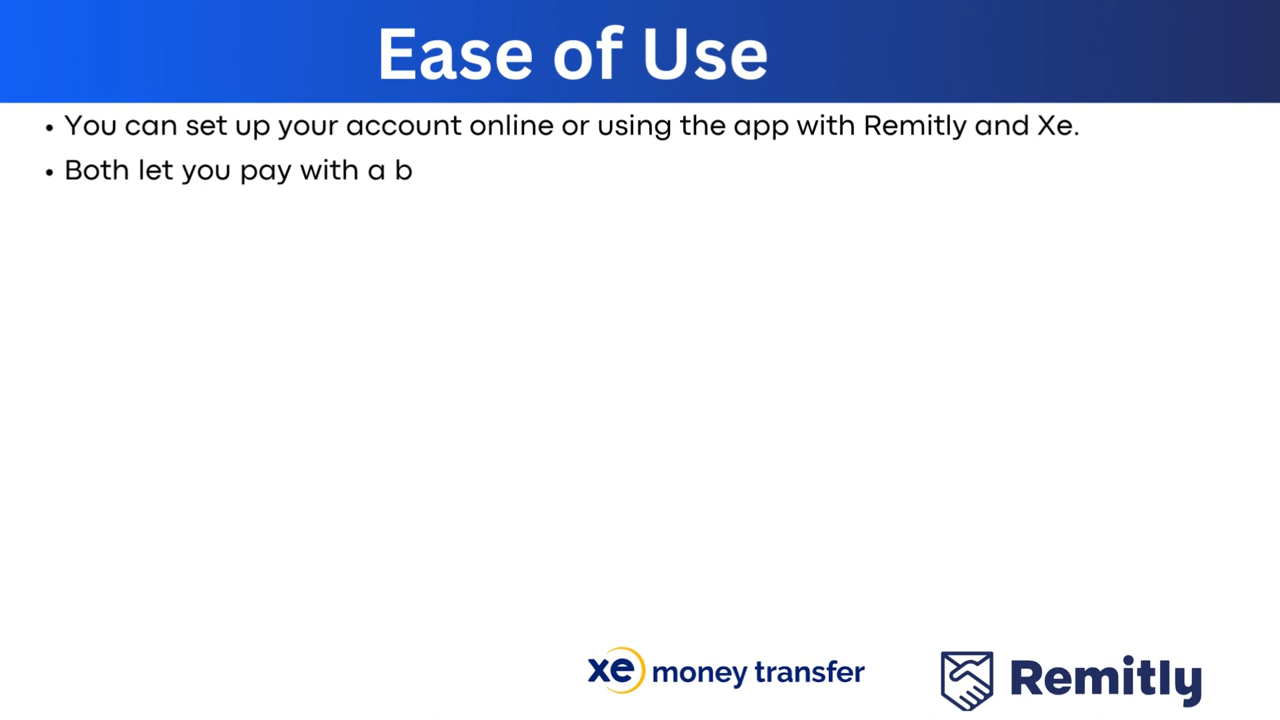 Ease of Use
• You can set up your account online or using the app with Remitly and Xe.
• Both let you pay with a b
xe money transfer
Remitly